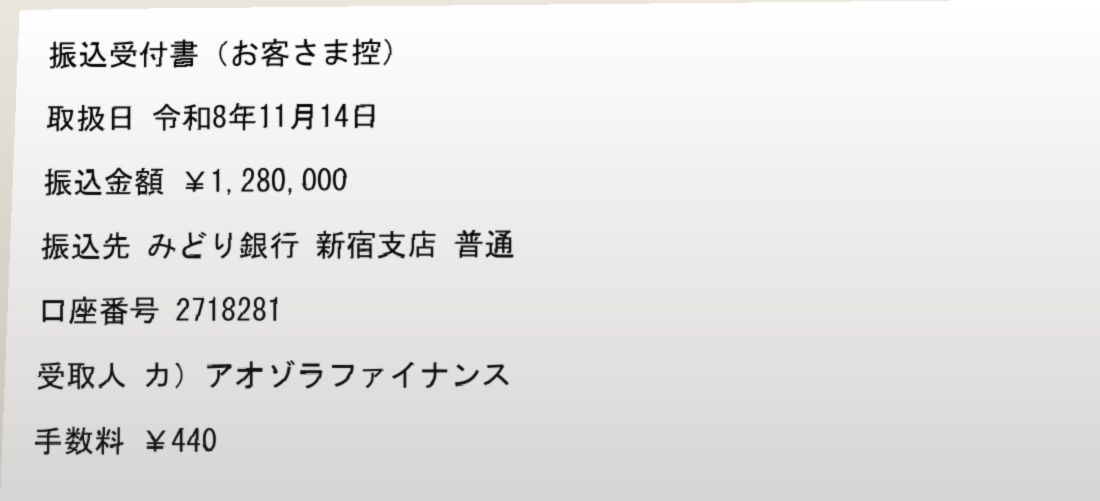 振込受付書（お客さま控）
取扱日 令和8年11月14日
振込金額 ￥1,280,000
振込先 みどり銀行 新宿支店 普通
口座番号 2718281
受取人 カ）アオゾラファイナンス
手数料 ￥440